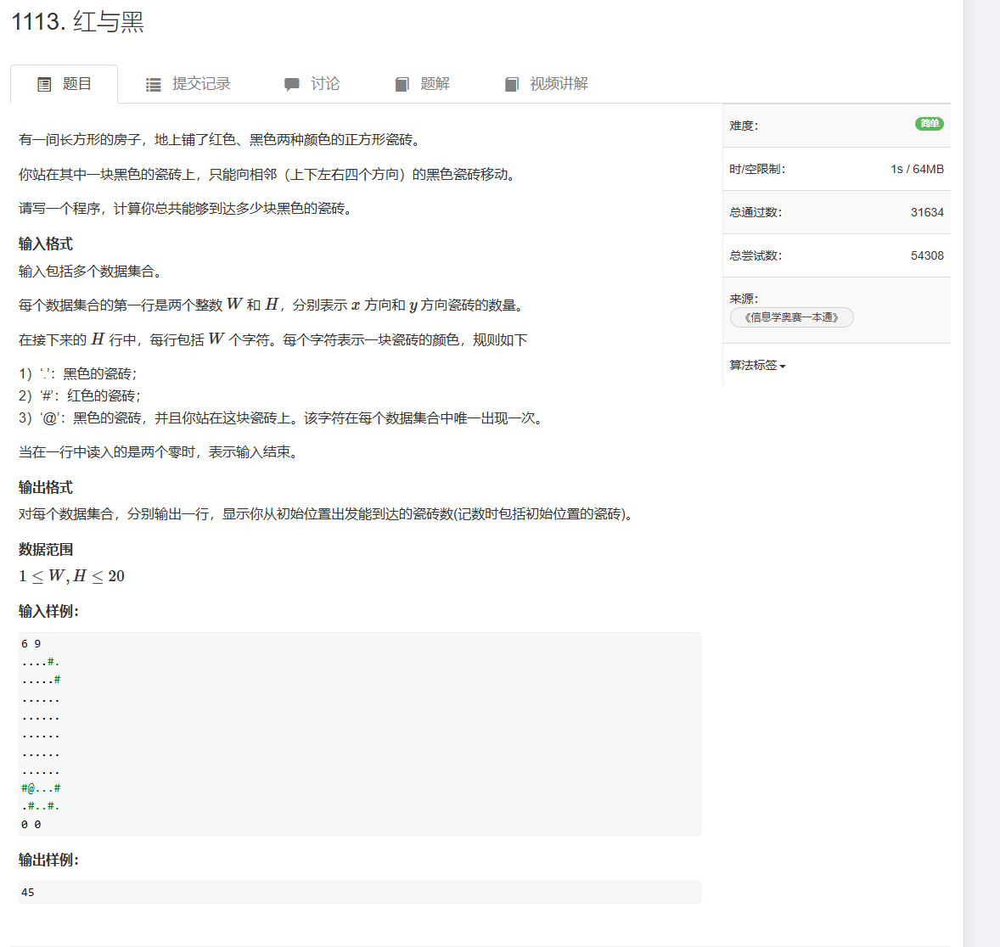 1113. 红与黑
题目 提交记录 讨论 题解 视频讲解
有一间长方形的房子，地上铺了红色、黑色两种颜色的正方形瓷砖。
你站在其中一块黑色的瓷砖上，只能向相邻（上下左右四个方向）的黑色瓷砖移动。
请写一个程序，计算你总共能够到达多少块黑色的瓷砖。
输入格式
输入包括多个数据集合。
每个数据集合的第一行是两个整数 W 和 H，分别表示 x 方向和 y 方向瓷砖的数量。
在接下来的 H 行中，每行包括 W 个字符。每个字符表示一块瓷砖的颜色，规则如下
1）‘.’：黑色的瓷砖；
2）‘#’：红色的瓷砖；
3）‘@’：黑色的瓷砖，并且你站在这块瓷砖上。该字符在每个数据集合中唯一出现一次。
当在一行中读入的是两个零时，表示输入结束。
输出格式
对每个数据集合，分别输出一行，显示你从初始位置出发能到达的瓷砖数(记数时包括初始位置的瓷砖)。
数据范围
1 ≤ W, H ≤ 20
输入样例：
6 9
....#.
.....#
......
......
......
......
......
#@...#
.#..#.
0 0
输出样例：
45
难度： 简单
时/空限制： 1s / 64MB
总通过数： 31634
总尝试数： 54308
来源：
《信息学奥赛一本通》
算法标签